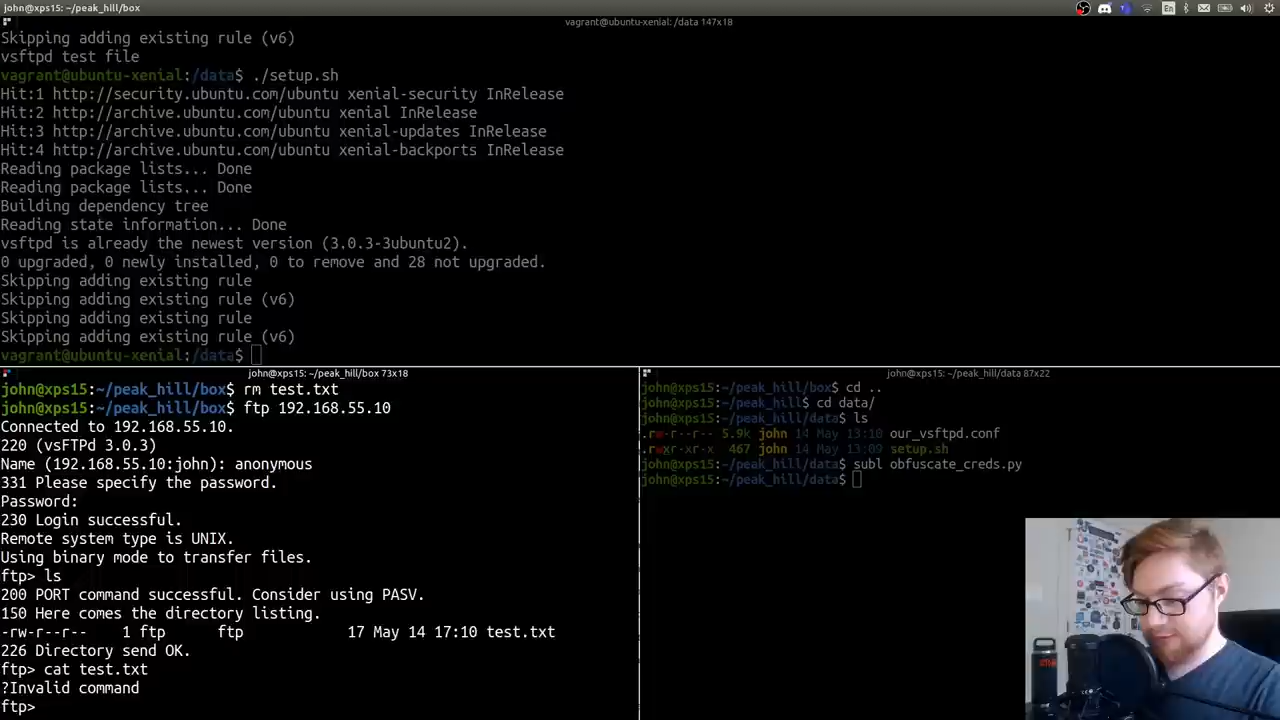 john@xps15: ~/peak_hill/box
En
vagrant@ubuntu-xenial: /data 147x18
Skipping adding existing rule (v6)
vsftpd test file
vagrant@ubuntu-xenial:/data$ ./setup.sh
Hit:1 http://security.ubuntu.com/ubuntu xenial-security InRelease
Hit:2 http://archive.ubuntu.com/ubuntu xenial InRelease
Hit:3 http://archive.ubuntu.com/ubuntu xenial-updates InRelease
Hit:4 http://archive.ubuntu.com/ubuntu xenial-backports InRelease
Reading package lists... Done
Reading package lists... Done
Building dependency tree
Reading state information... Done
vsftpd is already the newest version (3.0.3-3ubuntu2).
0 upgraded, 0 newly installed, 0 to remove and 28 not upgraded.
Skipping adding existing rule
Skipping adding existing rule (v6)
Skipping adding existing rule
Skipping adding existing rule (v6)
vagrant@ubuntu-xenial:/data$
john@xps15: ~/peak_hill/box 73x18
john@xps15:~/peak_hill/box$ rm test.txt
john@xps15:~/peak_hill/box$ ftp 192.168.55.10
Connected to 192.168.55.10.
220 (vsFTPd 3.0.3)
Name (192.168.55.10:john): anonymous
331 Please specify the password.
Password:
230 Login successful.
Remote system type is UNIX.
Using binary mode to transfer files.
ftp> ls
200 PORT command successful. Consider using PASV.
150 Here comes the directory listing.
-rw-r--r--    1 ftp      ftp            17 May 14 17:10 test.txt
226 Directory send OK.
ftp> cat test.txt
?Invalid command
ftp>
john@xps15: ~/peak_hill/data 87x22
john@xps15:~/peak_hill/box$ cd ..
john@xps15:~/peak_hill$ cd data/
john@xps15:~/peak_hill/data$ ls
.rw-r--r-- 5.9k john 14 May 13:10 our_vsftpd.conf
.rwxr-xr-x  467 john 14 May 13:09 setup.sh
john@xps15:~/peak_hill/data$ subl obfuscate_creds.py
john@xps15:~/peak_hill/data$